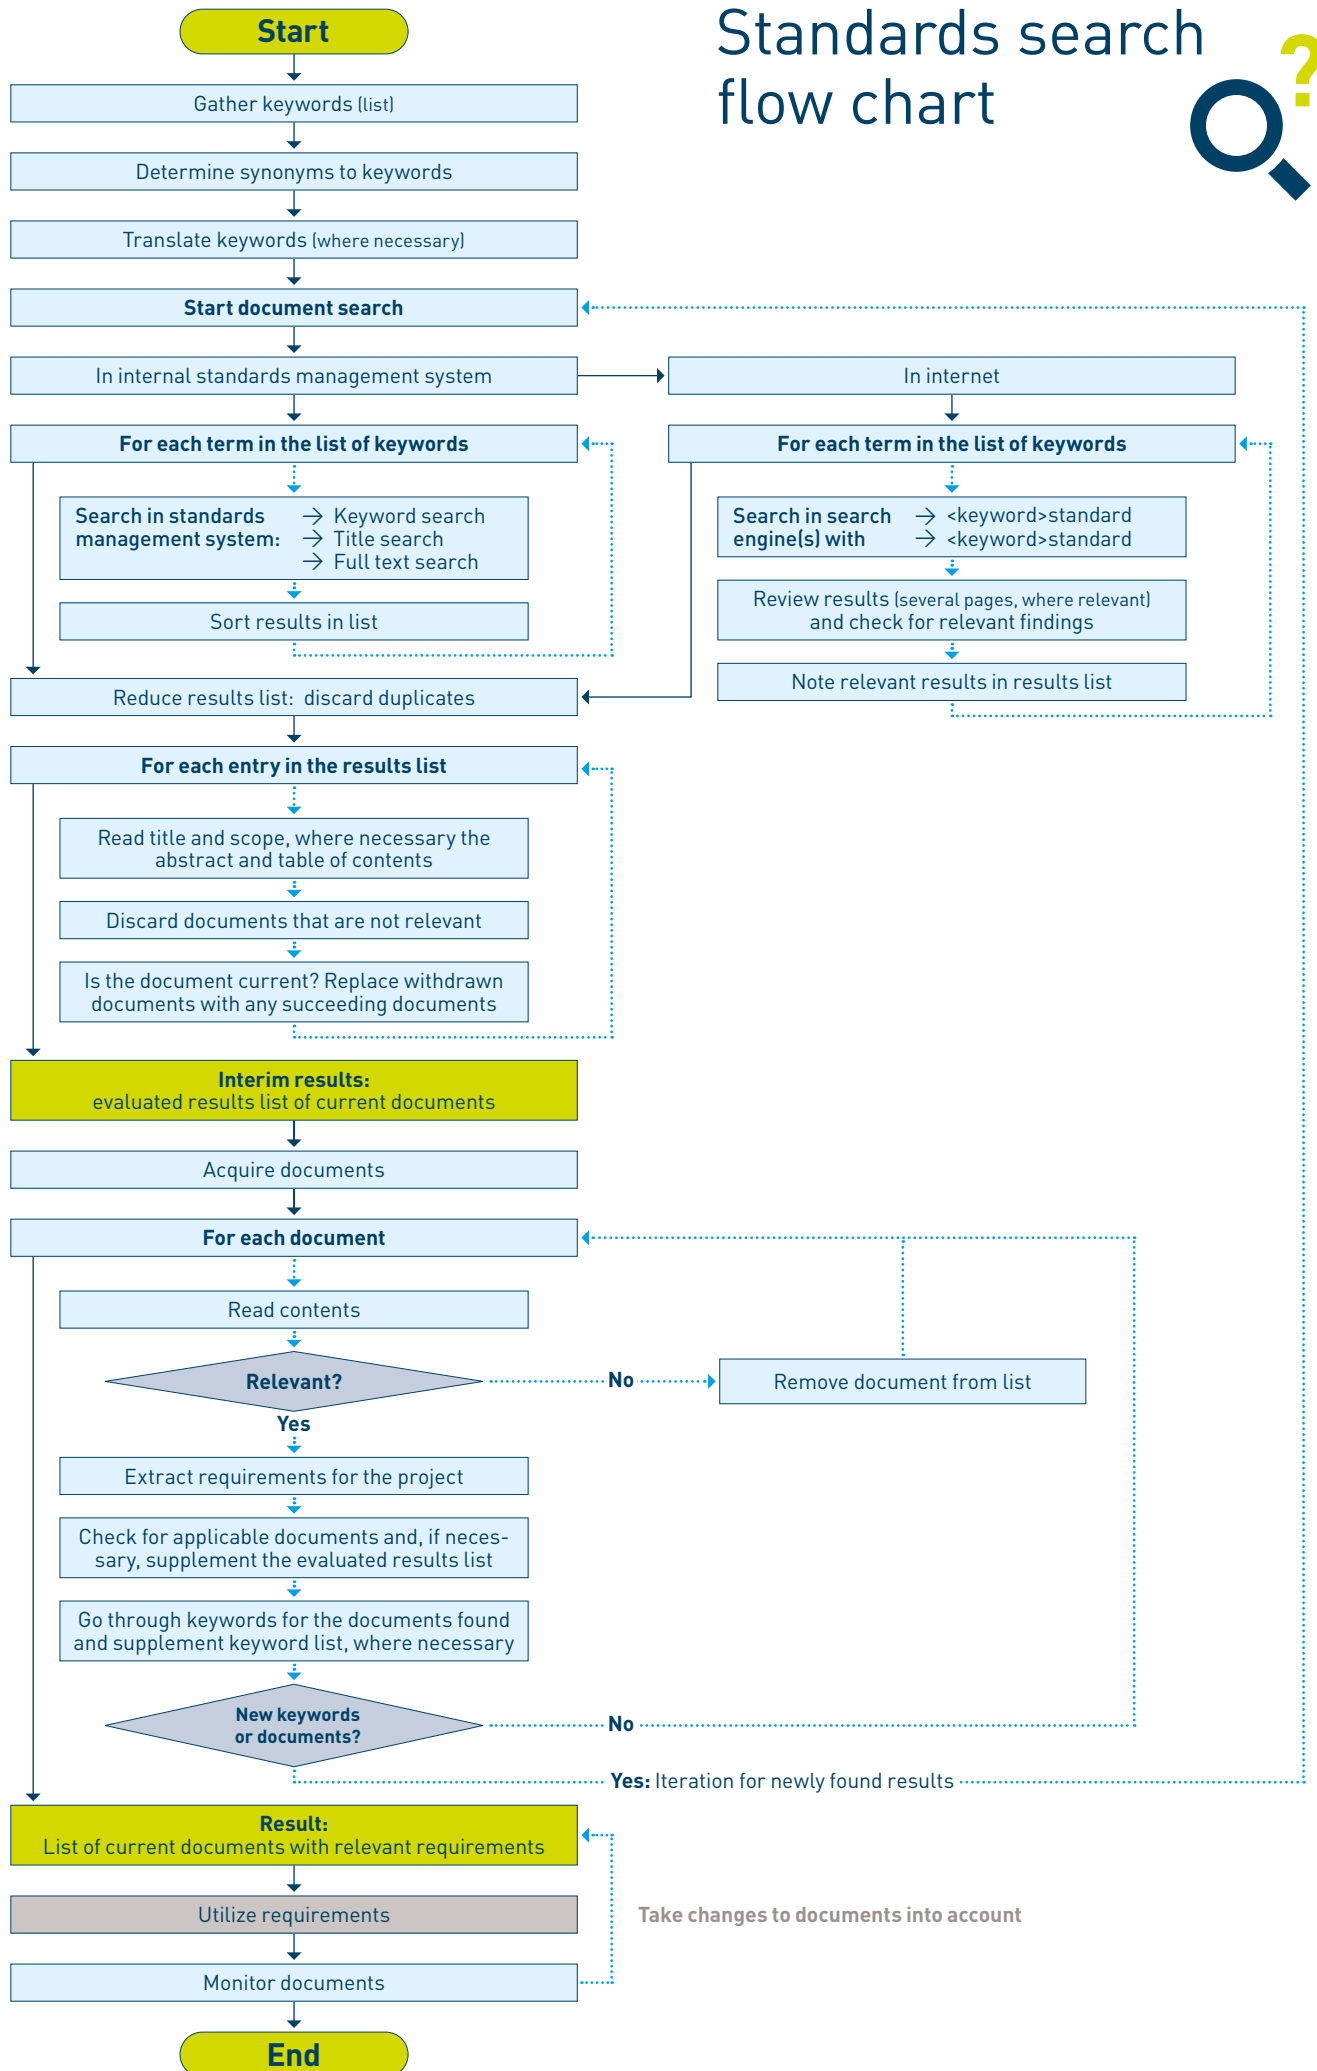 Standards search
flow chart
?
Start
Gather keywords (list)
Determine synonyms to keywords
Translate keywords (where necessary)
Start document search
In internal standards management system
In internet
For each term in the list of keywords
For each term in the list of keywords
Search in standards → Keyword search
management system: → Title search
→ Full text search
Sort results in list
Search in search → <keyword>standard
engine(s) with → <keyword>standard
Review results (several pages, where relevant)
and check for relevant findings
Note relevant results in results list
Reduce results list: discard duplicates
For each entry in the results list
Read title and scope, where necessary the
abstract and table of contents
Discard documents that are not relevant
Is the document current? Replace withdrawn
documents with any succeeding documents
Interim results:
evaluated results list of current documents
Acquire documents
For each document
Read contents
Relevant?
No
Remove document from list
Yes
Extract requirements for the project
Check for applicable documents and, if neces-
sary, supplement the evaluated results list
Go through keywords for the documents found
and supplement keyword list, where necessary
New keywords
or documents?
No
Yes: Iteration for newly found results
Result:
List of current documents with relevant requirements
Utilize requirements
Take changes to documents into account
Monitor documents
End